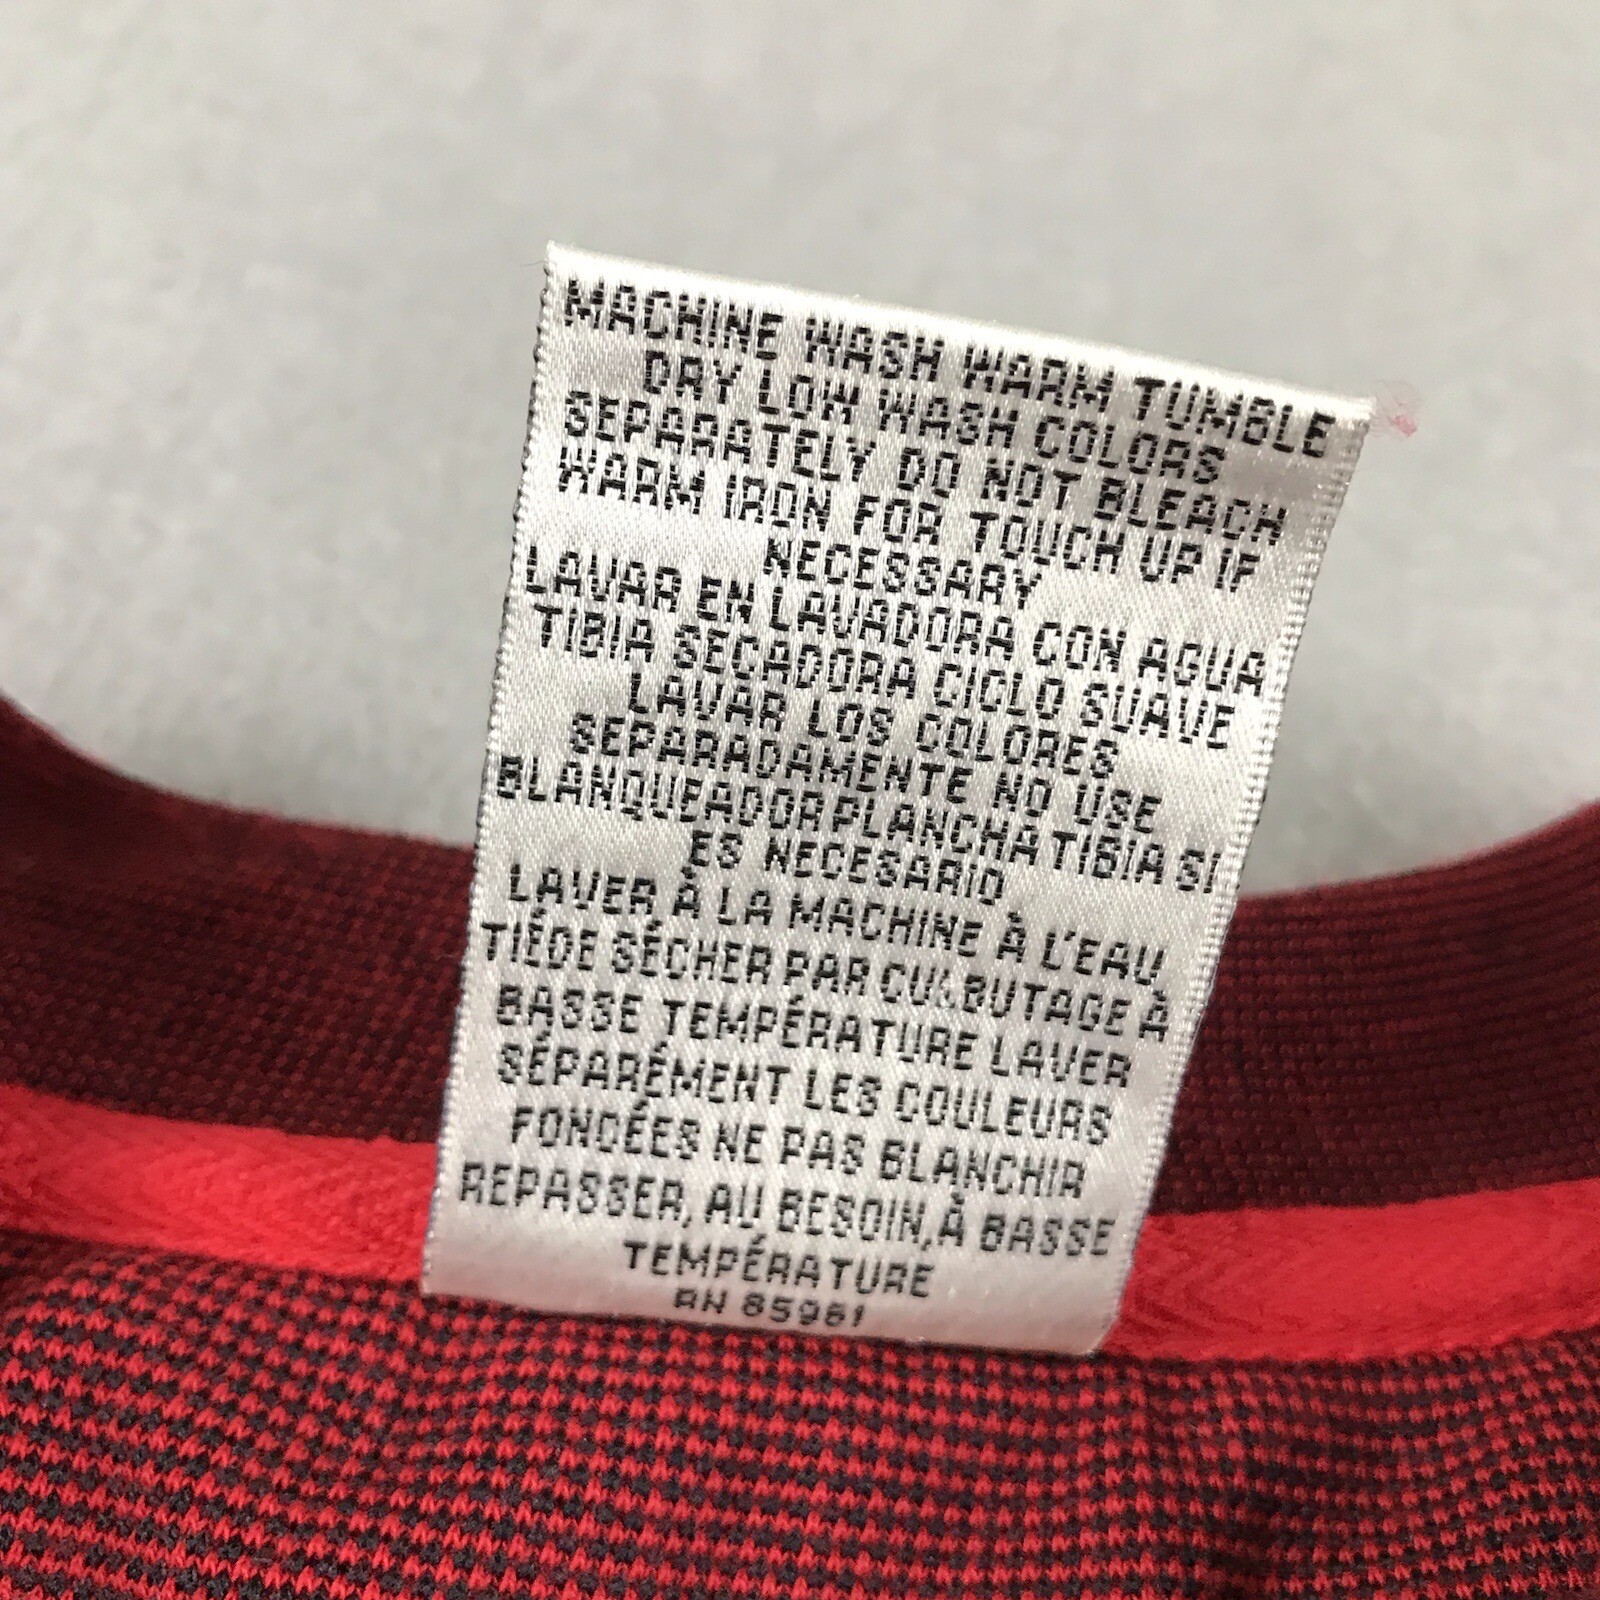 MACHINE WASH WARM TUMBLE
DRY LOW WASH COLORS
SEPARATELY DO NOT BLEACH
WARM IRON FOR TOUCH UP IF
NECESSARY
LAVAR EN LAVADORA CON AGUA
TIBIA SECADORA CICLO SUAVE
LAVAR LOS COLORES
SEPARADAMENTE NO USE
BLANQUEADOR PLANCHA TIBIA SI
ES NECESARIO
LAVER À LA MACHINE À L'EAU
TIÉDE SÉCHER PAR CULBUTAGE À
BASSE TEMPÉRATURE LAVER
SÉPARÉMENT LES COULEURS
FONCÉES NE PAS BLANCHIR
REPASSER, AU BESOIN, À BASSE
TEMPÉRATURE
RN 85961